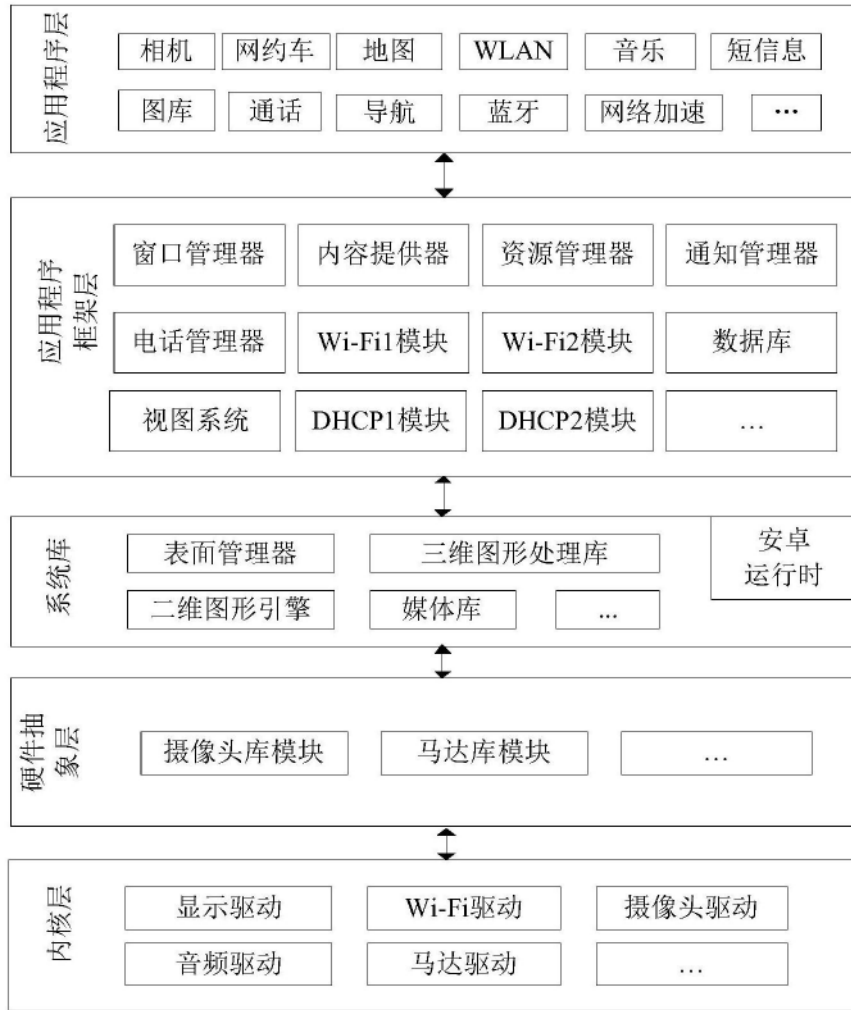 应用程序层
相机 网约车 地图 WLAN 音乐 短信息
图库 通话 导航 蓝牙 网络加速 …
应用程序
框架层
窗口管理器 内容提供器 资源管理器 通知管理器
电话管理器 Wi-Fi1模块 Wi-Fi2模块 数据库
视图系统 DHCP1模块 DHCP2模块 …
系统库
表面管理器 三维图形处理库
二维图形引擎 媒体库 ...
安卓
运行时
硬件抽
象层
摄像头库模块 马达库模块 …
内核层
显示驱动 Wi-Fi驱动 摄像头驱动
音频驱动 马达驱动 …